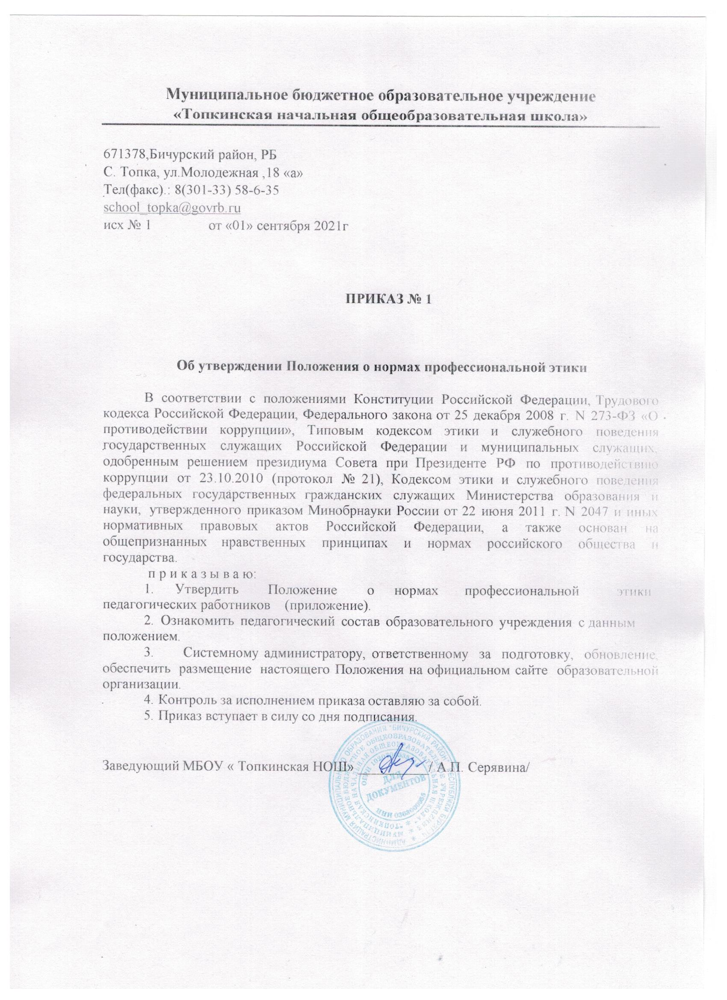 Муниципальное бюджетное образовательное учреждение
«Топкинская начальная общеобразовательная школа»
671378,Бичурский район, РБ
С. Топка, ул.Молодежная ,18 «а»
Тел(факс).: 8(301-33) 58-6-35
school_topka@govrb.ru
исх № 1 от «01» сентября 2021г
ПРИКАЗ № 1
Об утверждении Положения о нормах профессиональной этики
В соответствии с положениями Конституции Российской Федерации, Трудового
кодекса Российской Федерации, Федерального закона от 25 декабря 2008 г. N 273-ФЗ «О
противодействии коррупции», Типовым кодексом этики и служебного поведения
государственных служащих Российской Федерации и муниципальных служащих,
одобренным решением президиума Совета при Президенте РФ по противодействию
коррупции от 23.10.2010 (протокол № 21), Кодексом этики и служебного поведения
федеральных государственных гражданских служащих Министерства образования и
науки, утвержденного приказом Минобрнауки России от 22 июня 2011 г. N 2047 и иных
нормативных правовых актов Российской Федерации, а также основан на
общепризнанных нравственных принципах и нормах российского общества и
государства.
п р и к а з ы в а ю:
1. Утвердить Положение о нормах профессиональной этики
педагогических работников (приложение).
2. Ознакомить педагогический состав образовательного учреждения с данным
положением.
3. Системному администратору, ответственному за подготовку, обновление,
обеспечить размещение настоящего Положения на официальном сайте образовательной
организации.
4. Контроль за исполнением приказа оставляю за собой.
5. Приказ вступает в силу со дня подписания.
Заведующий МБОУ « Топкинская НОШ» ___________/ А.П. Серявина/
АДМИНИСТРАЦИЯ МУНИЦИПАЛЬНОГО ОБРАЗОВАНИЯ "БИЧУРСКИЙ РАЙОН" РЕСПУБЛИКИ БУРЯТИЯ
МУНИЦИПАЛЬНОЕ БЮДЖЕТНОЕ ОБЩЕОБРАЗОВАТЕЛЬНОЕ УЧРЕЖДЕНИЕ
"ТОПКИНСКАЯ НАЧАЛЬНАЯ ОБЩЕОБРАЗОВАТЕЛЬНАЯ ШКОЛА"
ДЛЯ
ДОКУМЕНТОВ